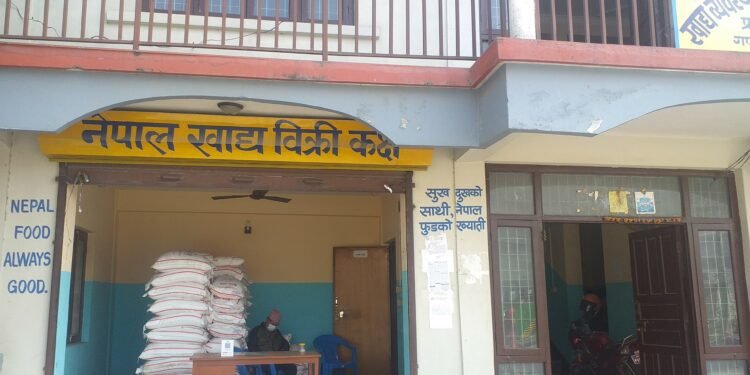 नेपाल खाद्य विक्री कक्ष
NEPAL
FOOD
ALWAYS
GOOD.
सुख दुखको
साथी, नेपाल
फुडको ख्याती